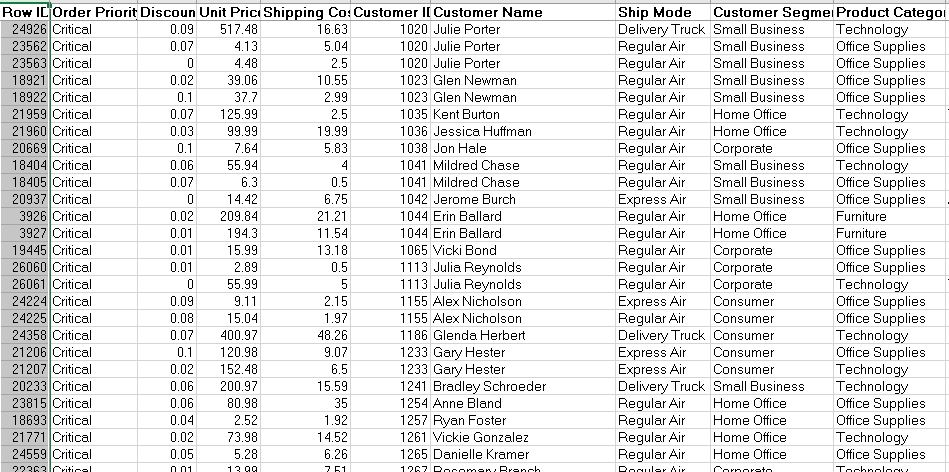 Row ID Order Priorit Discoun Unit Price Shipping Cos Customer ID Customer Name Ship Mode Customer Segmen Product Catego
24926 Critical 0.09 517.48 16.63 1020 Julie Porter Delivery Truck Small Business Technology
23562 Critical 0.07 4.13 5.04 1020 Julie Porter Regular Air Small Business Office Supplies
23563 Critical 0 4.48 2.5 1020 Julie Porter Regular Air Small Business Office Supplies
18921 Critical 0.02 39.06 10.55 1023 Glen Newman Regular Air Small Business Office Supplies
18922 Critical 0.1 37.7 2.99 1023 Glen Newman Regular Air Small Business Office Supplies
21959 Critical 0.07 125.99 2.5 1035 Kent Burton Regular Air Home Office Technology
21960 Critical 0.03 99.99 19.99 1036 Jessica Huffman Regular Air Home Office Technology
20669 Critical 0.1 7.64 5.83 1038 Jon Hale Regular Air Corporate Office Supplies
18404 Critical 0.06 55.94 4 1041 Mildred Chase Regular Air Small Business Technology
18405 Critical 0.07 6.3 0.5 1041 Mildred Chase Regular Air Small Business Office Supplies
20937 Critical 0 14.42 6.75 1042 Jerome Burch Express Air Small Business Office Supplies
3926 Critical 0.02 209.84 21.21 1044 Erin Ballard Regular Air Home Office Furniture
3927 Critical 0.01 194.3 11.54 1044 Erin Ballard Regular Air Home Office Furniture
19445 Critical 0.01 15.99 13.18 1065 Vicki Bond Regular Air Corporate Office Supplies
26060 Critical 0.01 2.89 0.5 1113 Julia Reynolds Regular Air Corporate Office Supplies
26061 Critical 0 55.99 5 1113 Julia Reynolds Regular Air Corporate Technology
24224 Critical 0.09 9.11 2.15 1155 Alex Nicholson Express Air Consumer Office Supplies
24225 Critical 0.08 15.04 1.97 1155 Alex Nicholson Regular Air Consumer Office Supplies
24358 Critical 0.07 400.97 48.26 1186 Glenda Herbert Delivery Truck Consumer Technology
21206 Critical 0.1 120.98 9.07 1233 Gary Hester Express Air Consumer Office Supplies
21207 Critical 0.02 152.48 6.5 1233 Gary Hester Express Air Consumer Technology
20233 Critical 0.06 200.97 15.59 1241 Bradley Schroeder Delivery Truck Small Business Technology
23815 Critical 0.06 80.98 35 1254 Anne Bland Regular Air Home Office Office Supplies
18693 Critical 0.04 2.52 1.92 1257 Ryan Foster Regular Air Home Office Office Supplies
21771 Critical 0.02 73.98 14.52 1261 Vickie Gonzalez Regular Air Home Office Technology
24559 Critical 0.05 5.28 6.26 1265 Danielle Kramer Regular Air Home Office Office Supplies
22363 Critical 0.01 13.99 7.51 1267 Rosemary Branch Regular Air Corporate Technology